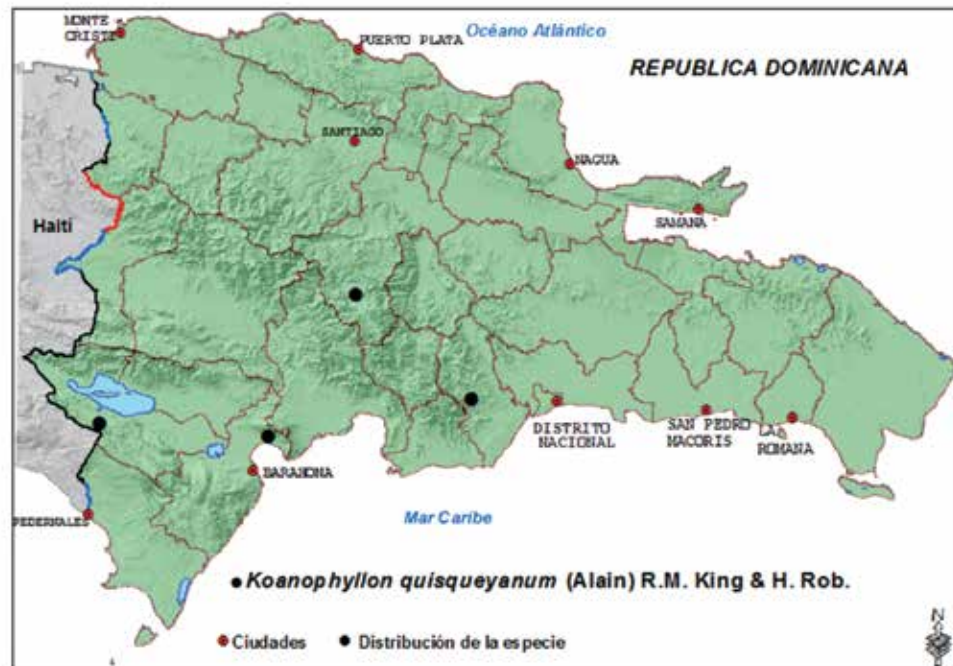 MONTE
CRISTI
PUERTO PLATA
Océano Atlántico
REPUBLICA DOMINICANA
SANTIAGO
NAGUA
SAMANA
Haití
DISTRITO
NACIONAL
SAN PEDRO
MACORIS
LA
ROMANA
BARAHONA
PEDERNALES
Mar Caribe
Koanophyllon quisqueyanum (Alain) R.M. King & H. Rob.
Ciudades
Distribución de la especie